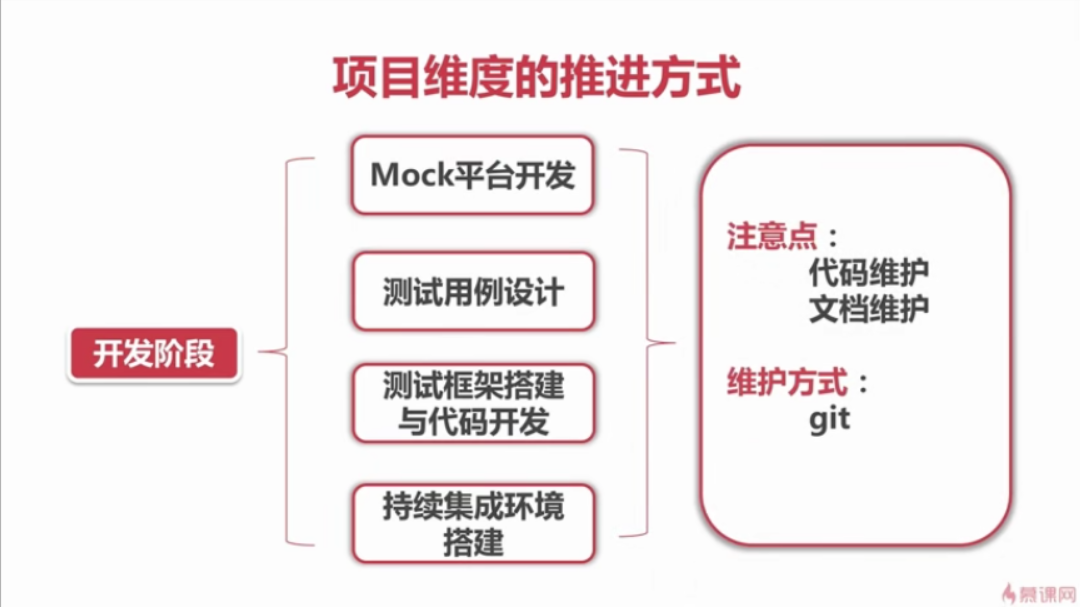 项目维度的推进方式
开发阶段
Mock平台开发
测试用例设计
测试框架搭建
与代码开发
持续集成环境
搭建
注意点：
代码维护
文档维护
维护方式：
git
慕课网